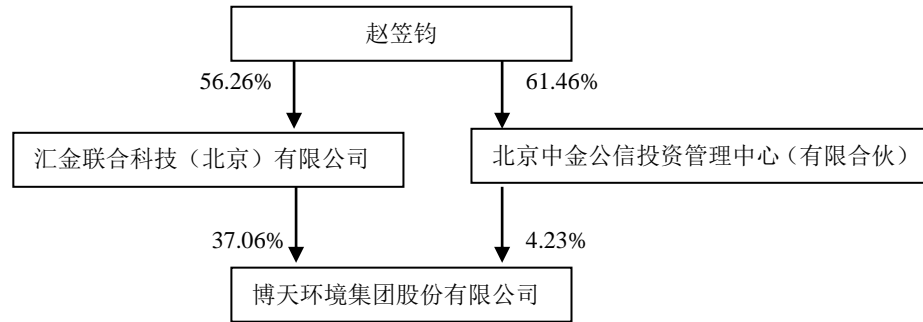 赵笠钧
56.26%
61.46%
汇金联合科技（北京）有限公司
北京中金公信投资管理中心（有限合伙）
37.06%
4.23%
博天环境集团股份有限公司